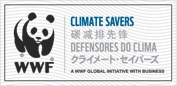 CLIMATE SAVERS
碳减排先锋
DEFENSORES DO CLIMA
クライメート・セイバーズ
A WWF GLOBAL INITIATIVE WITH BUSINESS
WWF